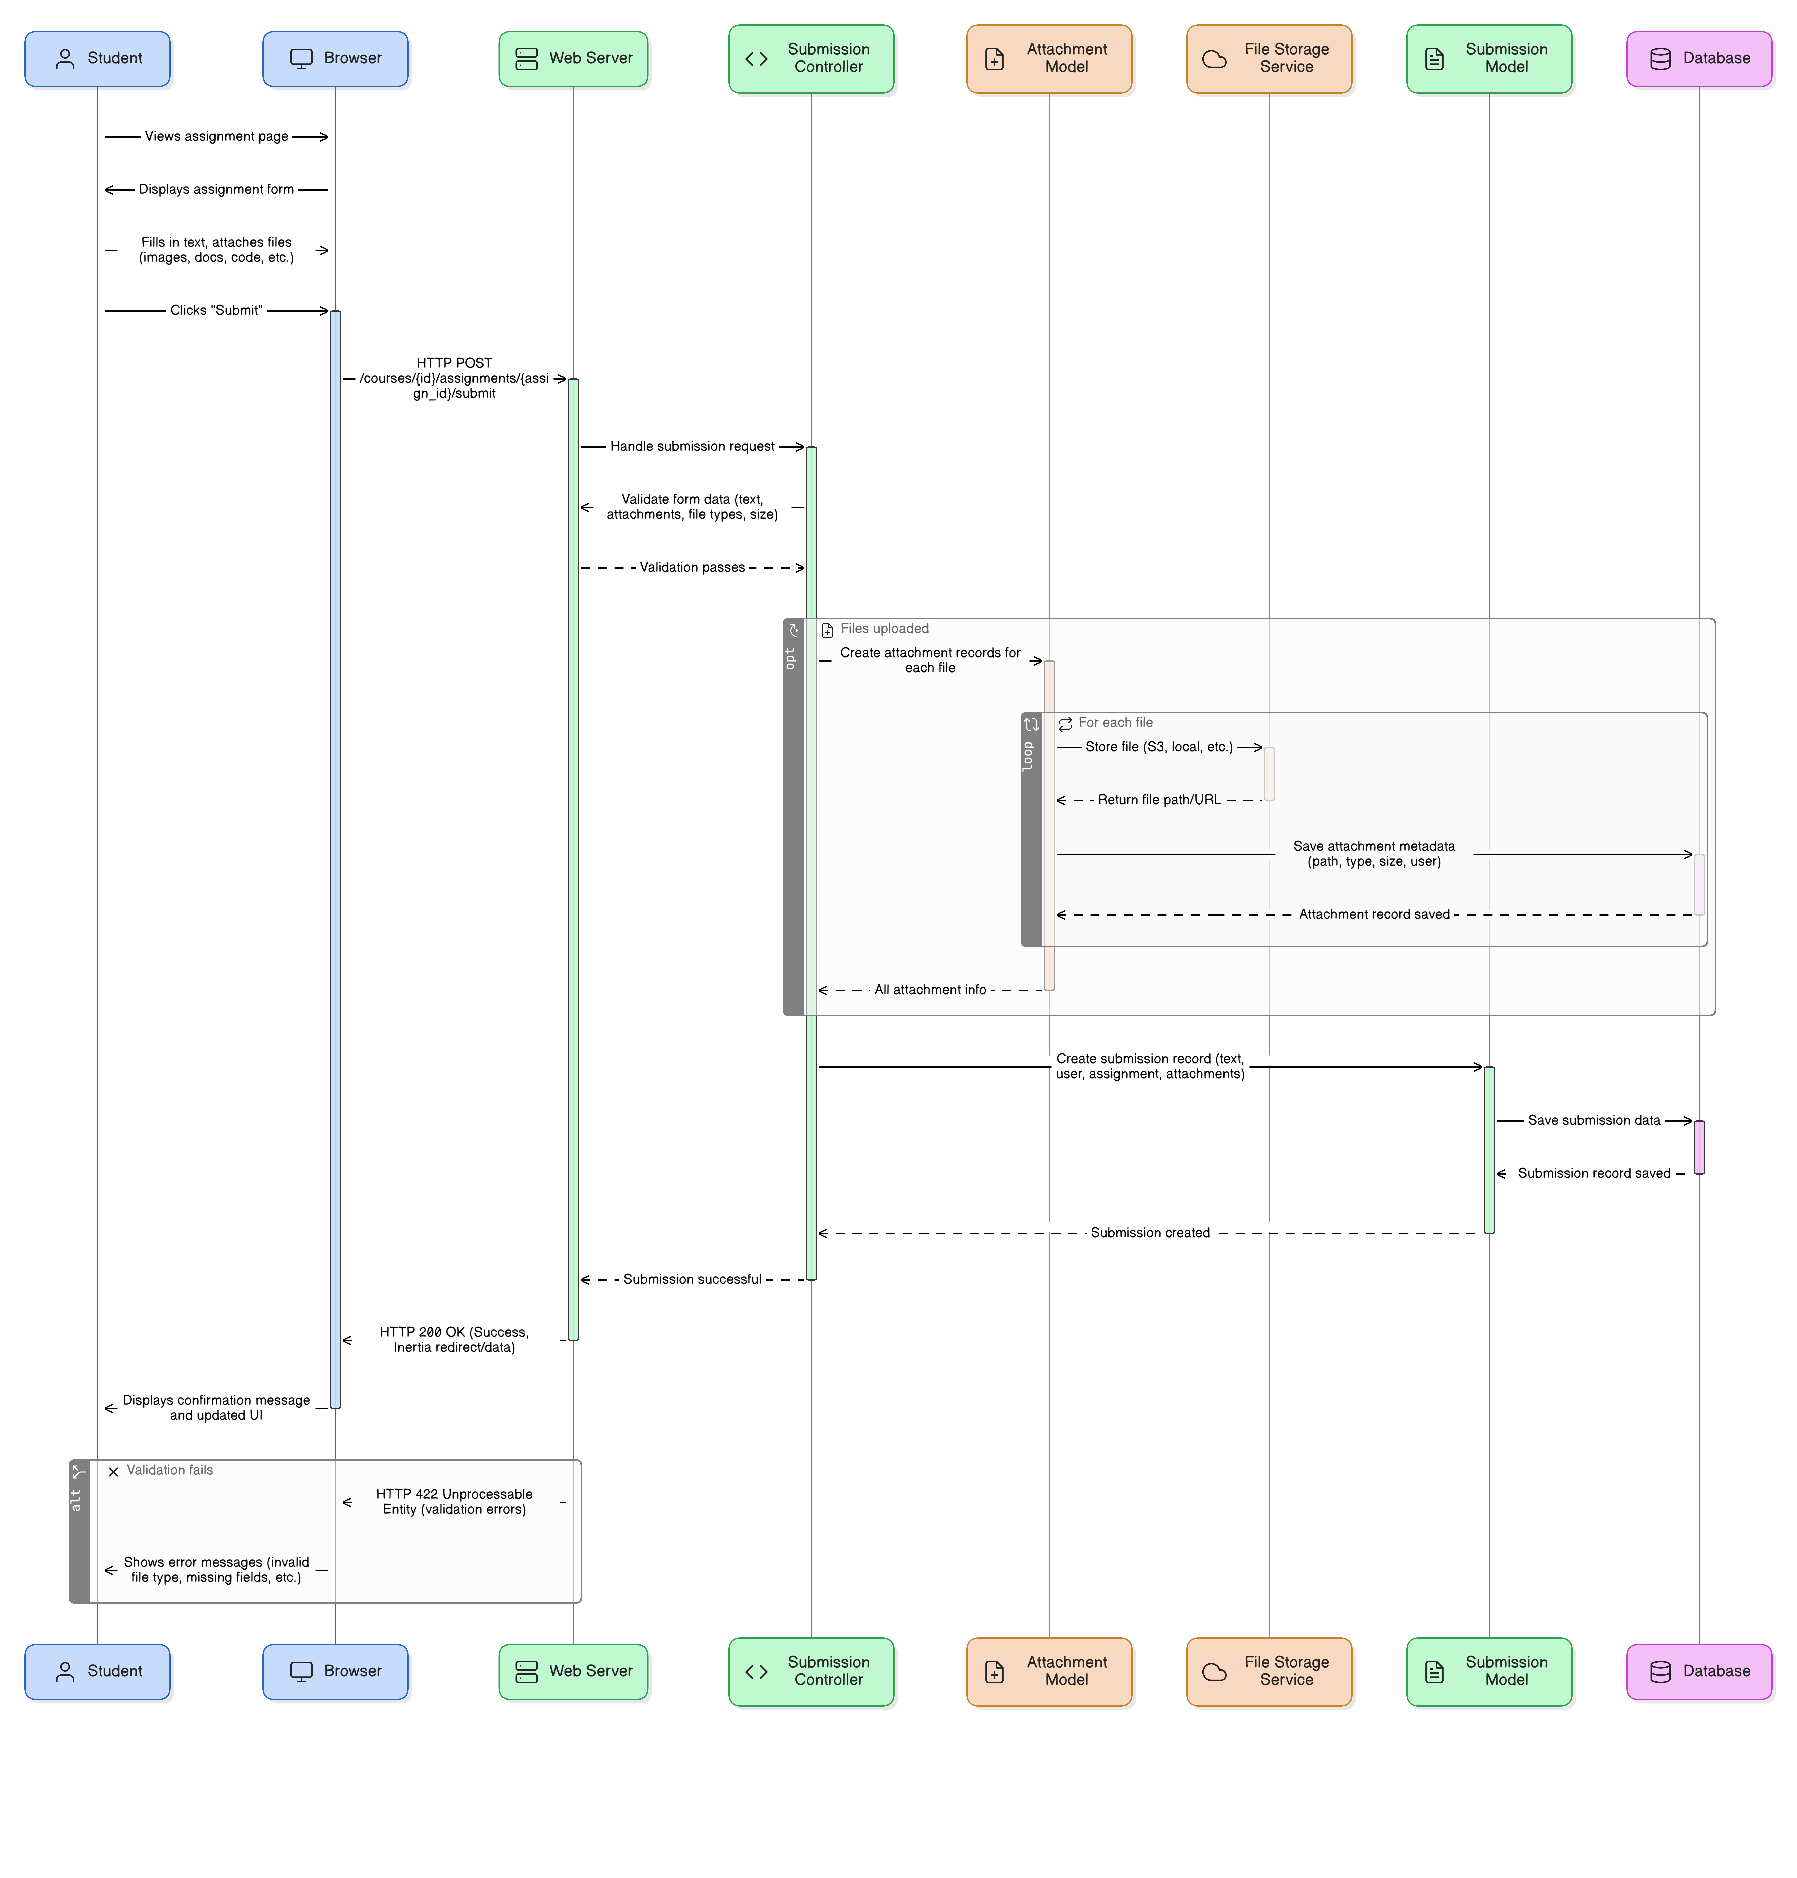 Student
Browser
Web Server
Submission
Controller
Attachment
Model
File Storage
Service
Submission
Model
Database
Views assignment page
Displays assignment form
Fills in text, attaches files
(images, docs, code, etc.)
Clicks "Submit"
HTTP POST
/courses/{id}/assignments/{assi
gn_id}/submit
Handle submission request
Validate form data (text,
attachments, file types, size)
Validation passes
opt
Files uploaded
Create attachment records for
each file
loop
For each file
Store file (S3, local, etc.)
Return file path/URL
Save attachment metadata
(path, type, size, user)
Attachment record saved
All attachment info
Create submission record (text,
user, assignment, attachments)
Save submission data
Submission record saved
Submission created
Submission successful
HTTP 200 OK (Success,
Inertia redirect/data)
Displays confirmation message
and updated UI
alt
Validation fails
HTTP 422 Unprocessable
Entity (validation errors)
Shows error messages (invalid
file type, missing fields, etc.)
Student
Browser
Web Server
Submission
Controller
Attachment
Model
File Storage
Service
Submission
Model
Database